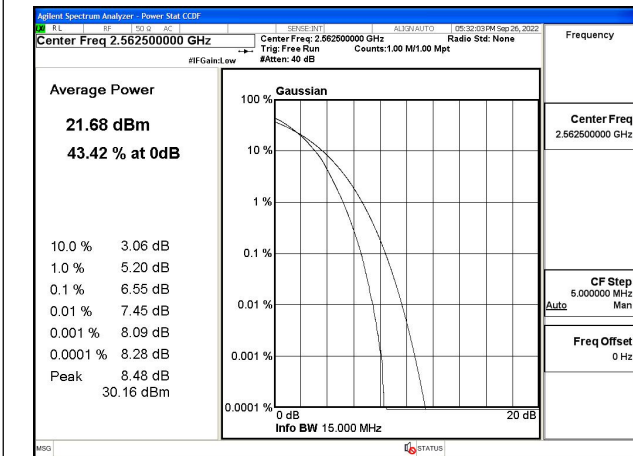 Agilent Spectrum Analyzer - Power Stat CCDF
RL RF 50 Ω AC SENSE:INT ALIGN AUTO 05:32:03 PM Sep 26, 2022
Center Freq 2.562500000 GHz
Center Freq: 2.562500000 GHz Radio Std: None
Trig: Free Run Counts:1.00 M/1.00 Mpt
#IFGain:Low #Atten: 40 dB
Frequency
Average Power
21.68 dBm
43.42 % at 0dB
10.0 % 3.06 dB
1.0 % 5.20 dB
0.1 % 6.55 dB
0.01 % 7.45 dB
0.001 % 8.09 dB
0.0001 % 8.28 dB
Peak 8.48 dB
30.16 dBm
Gaussian
100 %
10 %
1 %
0.1 %
0.01 %
0.001 %
0.0001 %
0 dB 20 dB
Info BW 15.000 MHz
Center Freq
2.562500000 GHz
CF Step
5.000000 MHz
Auto Man
Freq Offset
0 Hz
MSG STATUS